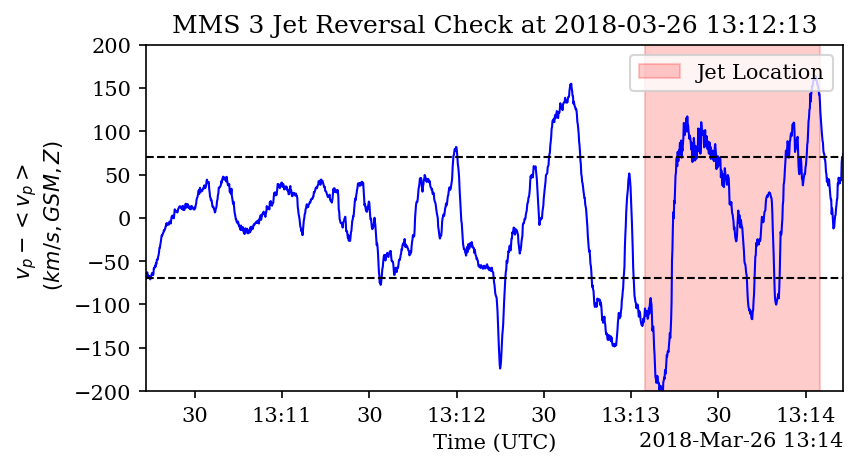 MMS 3 Jet Reversal Check at 2018-03-26 13:12:13
Jet Location
200
150
100
50
0
−50
−100
−150
−200
v_p − < v_p >
(km/s, GSM, Z)
30 13:11 30 13:12 30 13:13 30 13:14
Time (UTC)
2018-Mar-26 13:14